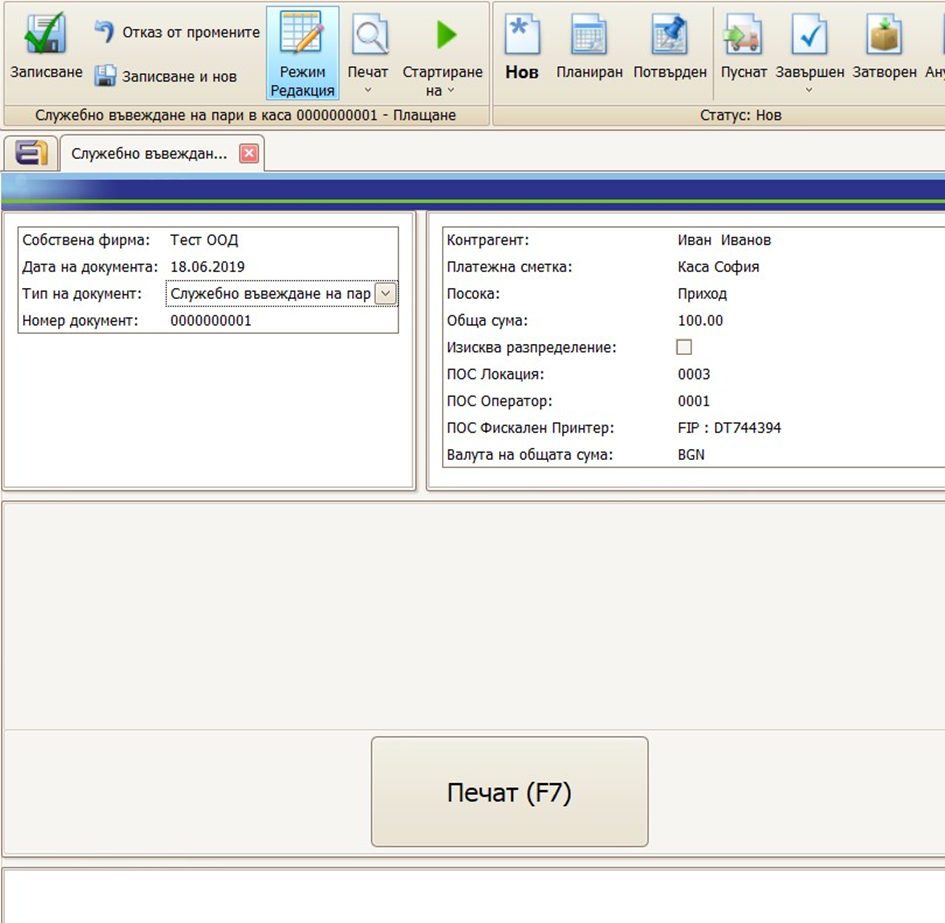 Записване
Отказ от промените
Записване и нов
Режим
Редакция
Печат
Стартиране
на
Нов
Планиран
Потвърден
Пуснат
Завършен
Затворен
Ану
Служебно въвеждане на пари в каса 0000000001 - Плащане
Статус: Нов
Служебно въвеждан...
Собствена фирма: Тест ООД
Дата на документа: 18.06.2019
Тип на документ: Служебно въвеждане на пар
Номер документ: 0000000001
Контрагент: Иван Иванов
Платежна сметка: Каса София
Посока: Приход
Обща сума: 100.00
Изисква разпределение:
ПОС Локация: 0003
ПОС Оператор: 0001
ПОС Фискален Принтер: FIP : DT744394
Валута на общата сума: BGN
Печат (F7)